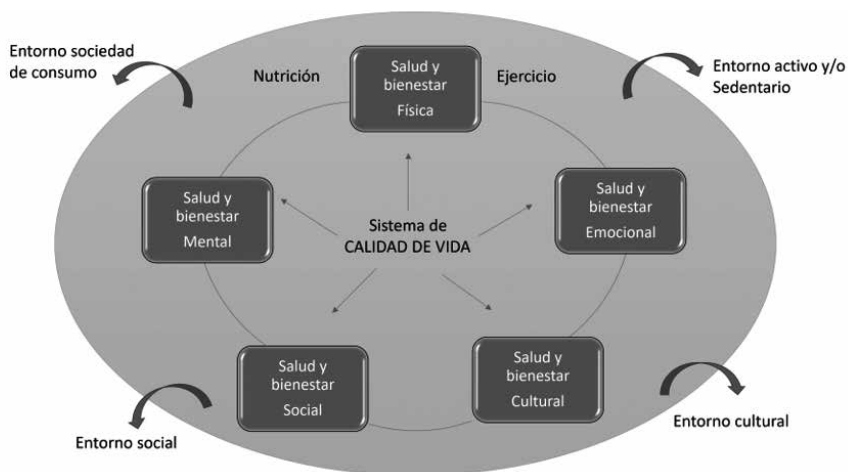 Entorno sociedad
de consumo
Nutrición
Salud y
bienestar
Física
Ejercicio
Entorno activo y/o
Sedentario
Salud y
bienestar
Mental
Sistema de
CALIDAD DE VIDA
Salud y
bienestar
Emocional
Salud y
bienestar
Social
Salud y
bienestar
Cultural
Entorno social
Entorno cultural